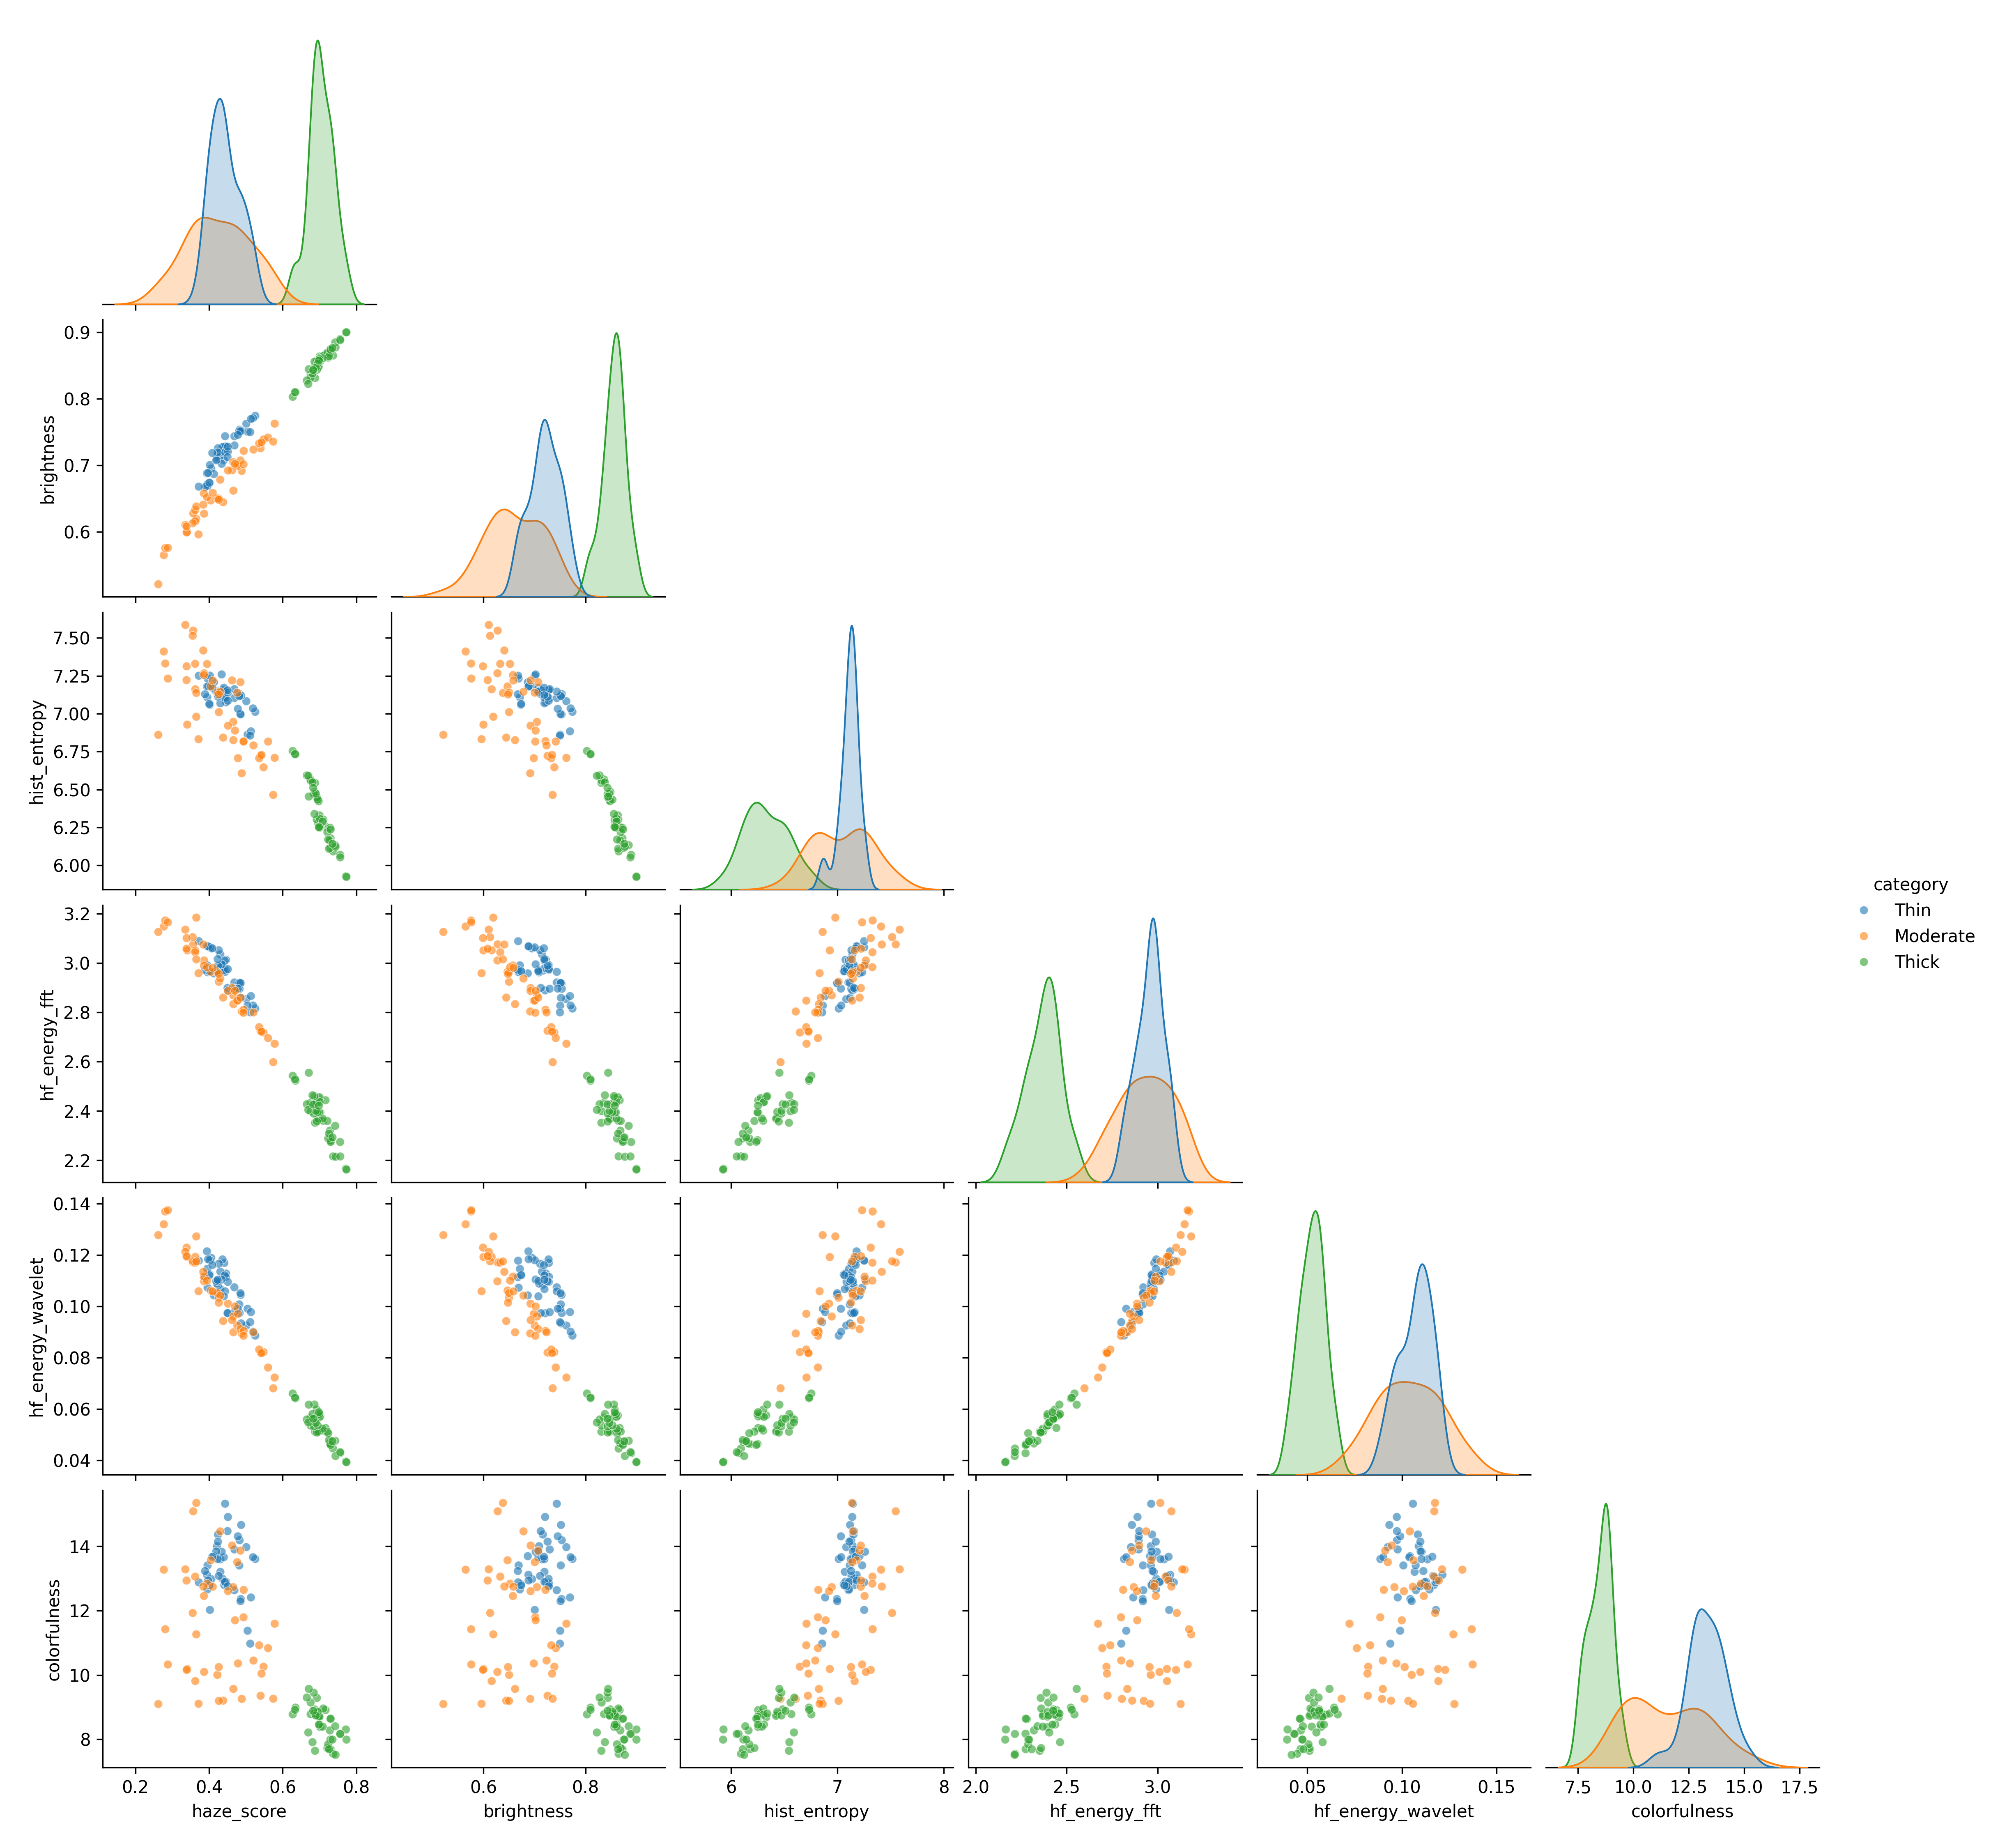 0.9
0.8
0.7
0.6
brightness
7.50
7.25
7.00
6.75
6.50
6.25
6.00
hist_entropy
category
Thin
Moderate
Thick
3.2
3.0
2.8
2.6
2.4
2.2
hf_energy_fft
0.14
0.12
0.10
0.08
0.06
0.04
hf_energy_wavelet
14
12
10
8
colorfulness
0.2 0.4 0.6 0.8 0.6 0.8 6 7 8 2.0 2.5 3.0 0.05 0.10 0.15 7.5 10.0 12.5 15.0 17.5
haze_score brightness hist_entropy hf_energy_fft hf_energy_wavelet colorfulness